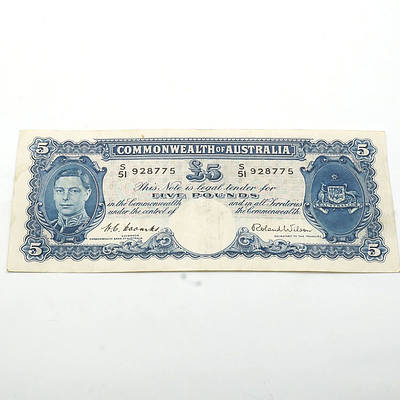 5 COMMONWEALTH OF AUSTRALIA 5
S 51 928775 £5 S 51 928775
This Note is legal tender for
FIVE POUNDS
in the Commonwealth and in all Territories
under the control of the Commonwealth.
H.C. Coombs Roland Wilson
GOVERNOR SECRETARY TO THE TREASURY
5 COMMONWEALTH BANK OF AUSTRALIA 5